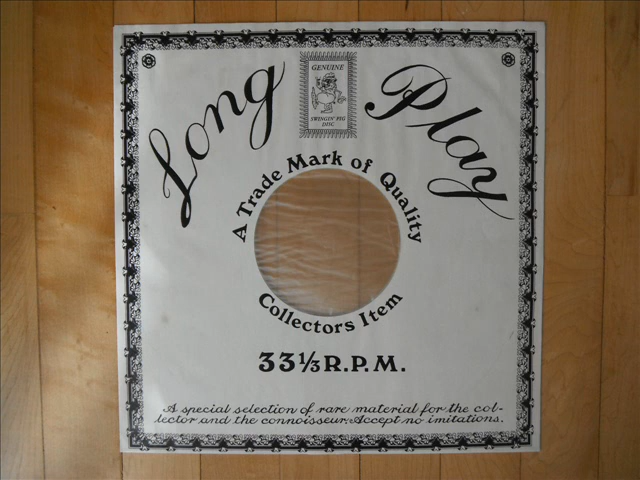 Long Play
GENUINE
SWINGIN' PIG
DISC
A Trade Mark of Quality
Collectors Item
33⅓ R.P.M.
A special selection of rare material for the col-
lector and the connoisseur. Accept no imitations.